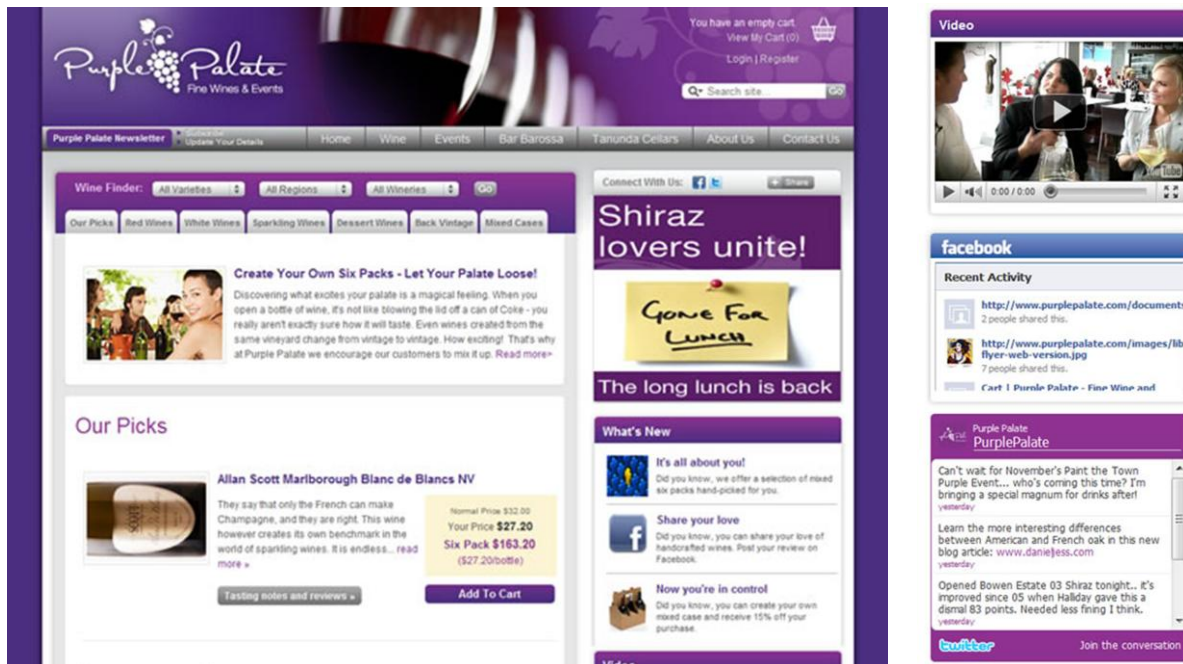 Purple Palate
Fine Wines & Events
You have an empty cart.
View My Cart (0)
Login | Register
Search site...
Go
Purple Palate Newsletter
Subscribe!
Update Your Details
Home
Wine
Events
Bar Barossa
Tanunda Cellars
About Us
Contact Us
Wine Finder:
All Varieties
All Regions
All Wineries
Go
Our Picks
Red Wines
White Wines
Sparkling Wines
Dessert Wines
Back Vintage
Mixed Cases
Create Your Own Six Packs - Let Your Palate Loose!
Discovering what excites your palate is a magical feeling. When you
open a bottle of wine, it's not like blowing the lid off a can of Coke - you
really aren't exactly sure how it will taste. Even wines created from the
same vineyard change from vintage to vintage. How exciting! That's why
at Purple Palate we encourage our customers to mix it up. Read more»
Our Picks
Allan Scott Marlborough Blanc de Blancs NV
They say that only the French can make
Champagne, and they are right. This wine
however creates its own benchmark in the
world of sparkling wines. It is endless... read
more »
Normal Price $32.00
Your Price $27.20
Six Pack $163.20
($27.20/bottle)
Tasting notes and reviews »
Add To Cart
Connect With Us:
Share
Shiraz
lovers unite!
GONE FOR
LUNCH
The long lunch is back
What's New
It's all about you!
Did you know, we offer a selection of mixed
six packs hand-picked for you.
Share your love
Did you know, you can share your love of
handcrafted wines. Post your review on
Facebook.
Now you're in control
Did you know, you can create your own
mixed case and receive 15% off your
purchase.
Video
Video
0:00 / 0:00
facebook
Recent Activity
http://www.purplepalate.com/documents
2 people shared this.
http://www.purplepalate.com/images/lib
flyer-web-version.jpg
7 people shared this.
Cart | Purple Palate - Fine Wine and
Purple Palate
PurplePalate
Can't wait for November's Paint the Town
Purple Event... who's coming this time? I'm
bringing a special magnum for drinks after!
yesterday
Learn the more interesting differences
between American and French oak in this new
blog article: www.danieljess.com
yesterday
Opened Bowen Estate 03 Shiraz tonight.. it's
improved since 05 when Halliday gave this a
dismal 83 points. Needed less fining I think.
yesterday
twitter
Join the conversation